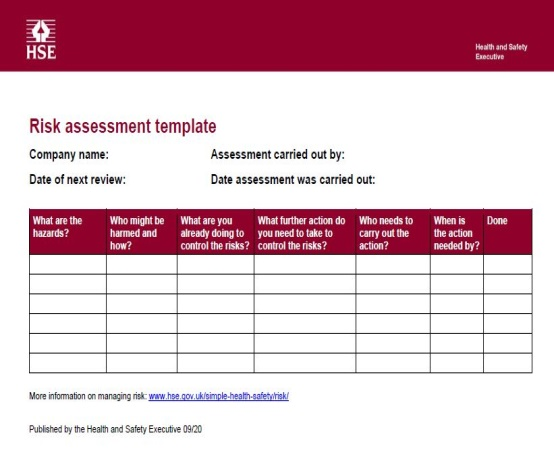 HSE
Health and Safety
Executive
Risk assessment template
Company name: Assessment carried out by:
Date of next review: Date assessment was carried out:
What are the hazards? Who might be harmed and how? What are you already doing to control the risks? What further action do you need to take to control the risks? Who needs to carry out the action? When is the action needed by? Done
More information on managing risk: www.hse.gov.uk/simple-health-safety/risk/
Published by the Health and Safety Executive 09/20